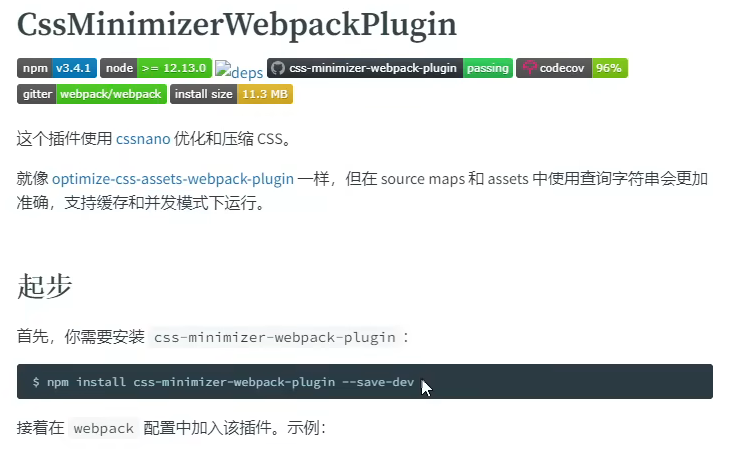 CssMinimizerWebpackPlugin
npm v3.4.1 node >= 12.13.0 deps css-minimizer-webpack-plugin passing codecov 96%
gitter webpack/webpack install size 11.3 MB
这个插件使用 cssnano 优化和压缩 CSS。
就像 optimize-css-assets-webpack-plugin 一样，但在 source maps 和 assets 中使用查询字符串会更加
准确，支持缓存和并发模式下运行。
起步
首先，你需要安装 css-minimizer-webpack-plugin：
$ npm install css-minimizer-webpack-plugin --save-dev
接着在 webpack 配置中加入该插件。示例：